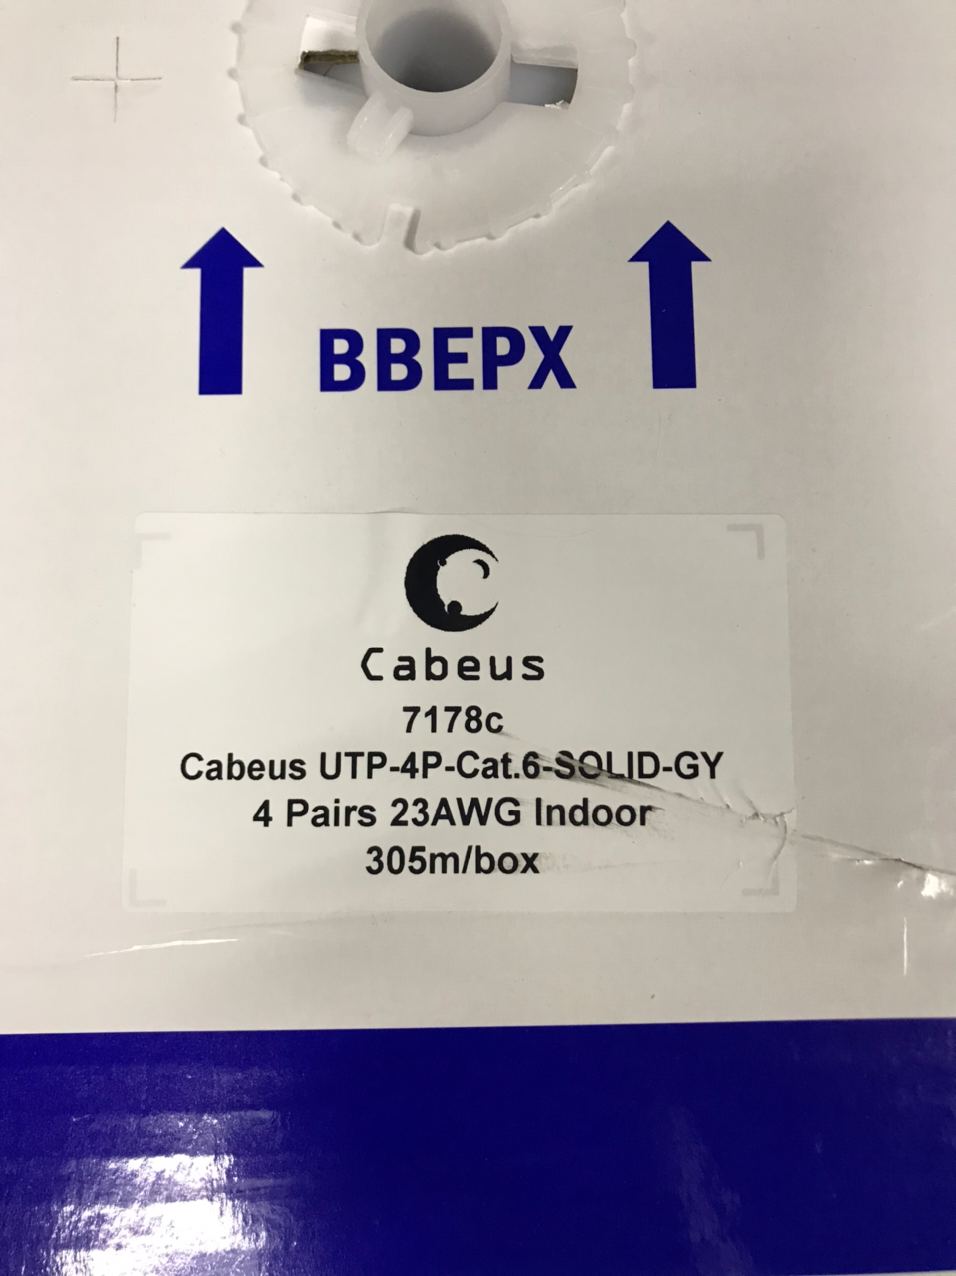 ВВЕРХ
Cabeus
7178c
Cabeus UTP-4P-Cat.6-SOLID-GY
4 Pairs 23AWG Indoor
305m/box